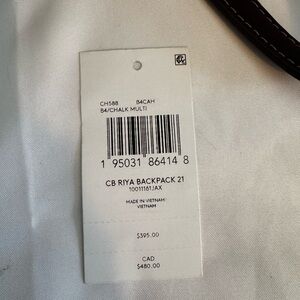 CH588 B4CAH
B4/CHALK MULTI
1 95031 86414 8
CB RIYA BACKPACK 21
10011161JAX
MADE IN VIETNAM/
VIETNAM
$395.00
CAD
$480.00